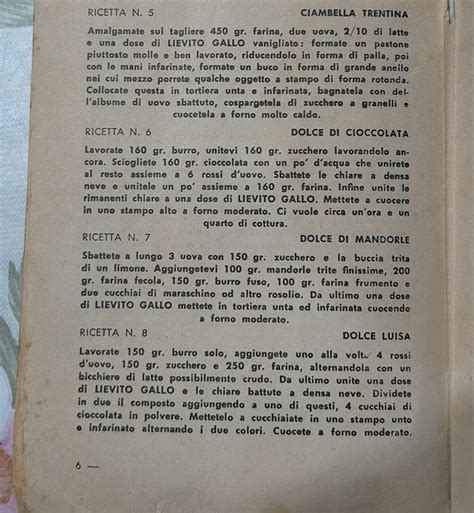 RICETTA N. 5 CIAMBELLA TRENTINA
Amalgamate sul tagliere 450 gr. farina, due uova, 2/10 di latte
e una dose di LIEVITO GALLO vanigliato: formate un pastone
piuttosto molle e ben lavorato, riducendolo in forma di palla, poi
con le mani infarinate, formate un buco in forma di grande anello
nel cui mezzo porrete qualche oggetto a stampo di forma rotonda.
Collocate questa in tortiera unta e infarinata, bagnatela con del-
l'albume di uovo sbattuto, cospargetela di zucchero a granelli e
cuocetela a forno molto caldo.
RICETTA N. 6 DOLCE DI CIOCCOLATA
Lavorate 160 gr. burro, unitevi 160 gr. zucchero lavorandolo an-
cora. Sciogliete 160 gr. cioccolata con un po' d'acqua che unirete
al resto assieme a 6 rossi d'uovo. Sbattete le chiare a densa
neve e unitele un po' assieme a 160 gr. farina. Infine unite le
rimanenti chiare a una dose di LIEVITO GALLO. Mettete a cuocere
in uno stampo alto a forno moderato. Ci vuole circa un'ora e un
quarto di cottura.
RICETTA N. 7 DOLCE DI MANDORLE
Sbattete a lungo 3 uova con 150 gr. zucchero e la buccia trita
di un limone. Aggiungetevi 100 gr. mandorle trite finissime, 200
gr. farina fecola, 150 gr. burro fuso, 100 gr. farina frumento e
due cucchiai di maraschino od altro rosolio. Da ultimo una dose
di LIEVITO GALLO mettete in tortiera unta ed infarinata cuocendo
a forno moderato.
RICETTA N. 8 DOLCE LUISA
Lavorate 150 gr. burro solo, aggiungete uno alla volta 4 rossi
d'uovo, 150 gr. zucchero e 250 gr. farina, alternandola con un
bicchiere di latte possibilmente crudo. Da ultimo unite una dose
di LIEVITO GALLO e le chiare battute a densa neve. Dividete
in due il composto aggiungendo a uno di questi, 4 cucchiai di
cioccolata in polvere. Mettetelo a cucchiaiate in uno stampo unto
e infarinato alternando i due colori. Cuocete a forno moderato.
6 —